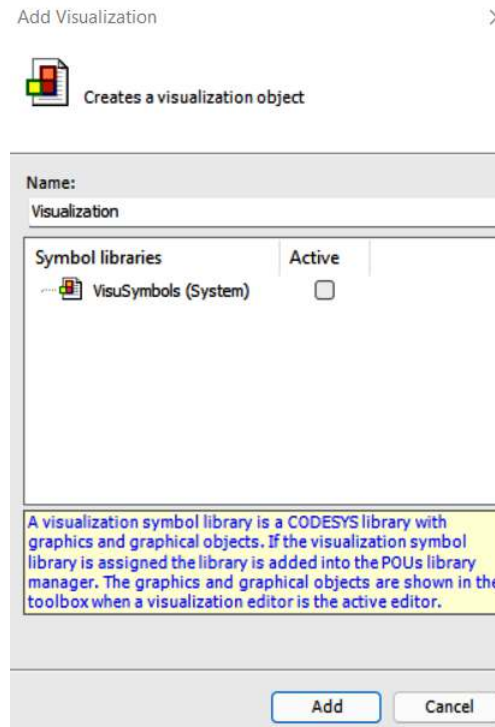 Add Visualization
Creates a visualization object
Name:
Visualization
Symbol libraries Active
VisuSymbols (System)
A visualization symbol library is a CODESYS library with
graphics and graphical objects. If the visualization symbol
library is assigned the library is added into the POUs library
manager. The graphics and graphical objects are shown in the
toolbox when a visualization editor is the active editor.
Add Cancel